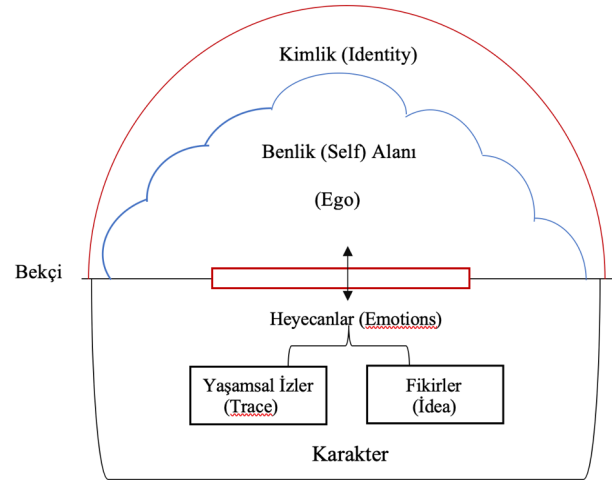 Kimlik (Identity)
Benlik (Self) Alanı
(Ego)
Bekçi
Heyecanlar (Emotions)
Yaşamsal İzler
(Trace)
Fikirler
(İdea)
Karakter